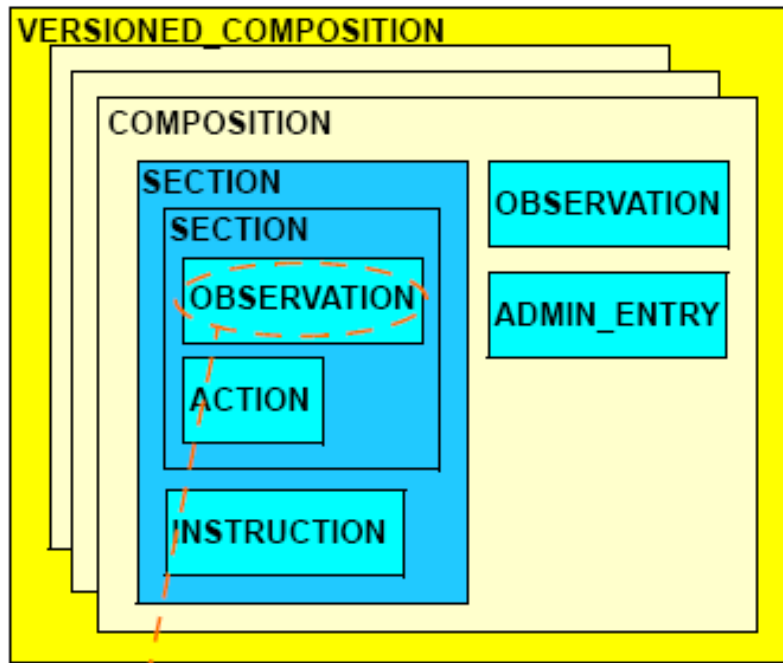 VERSIONED_COMPOSITION
COMPOSITION
SECTION
SECTION
OBSERVATION
ACTION
INSTRUCTION
OBSERVATION
ADMIN_ENTRY